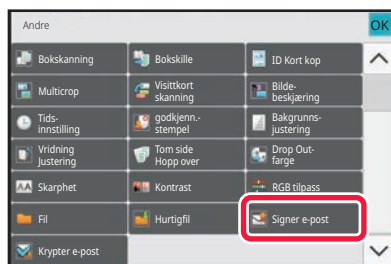 Andre
OK
Bokskanning
Bokskille
ID Kort kop
Multicrop
Visittkort
skanning
Bilde-
beskjæring
Tids-
innstilling
godkjenn.-
stempel
Bakgrunns-
justering
Vridning
Justering
Tom side
Hopp over
Drop Out-
farge
Skarphet
Kontrast
RGB tilpass
Fil
Hurtigfil
Signer e-post
Krypter e-post